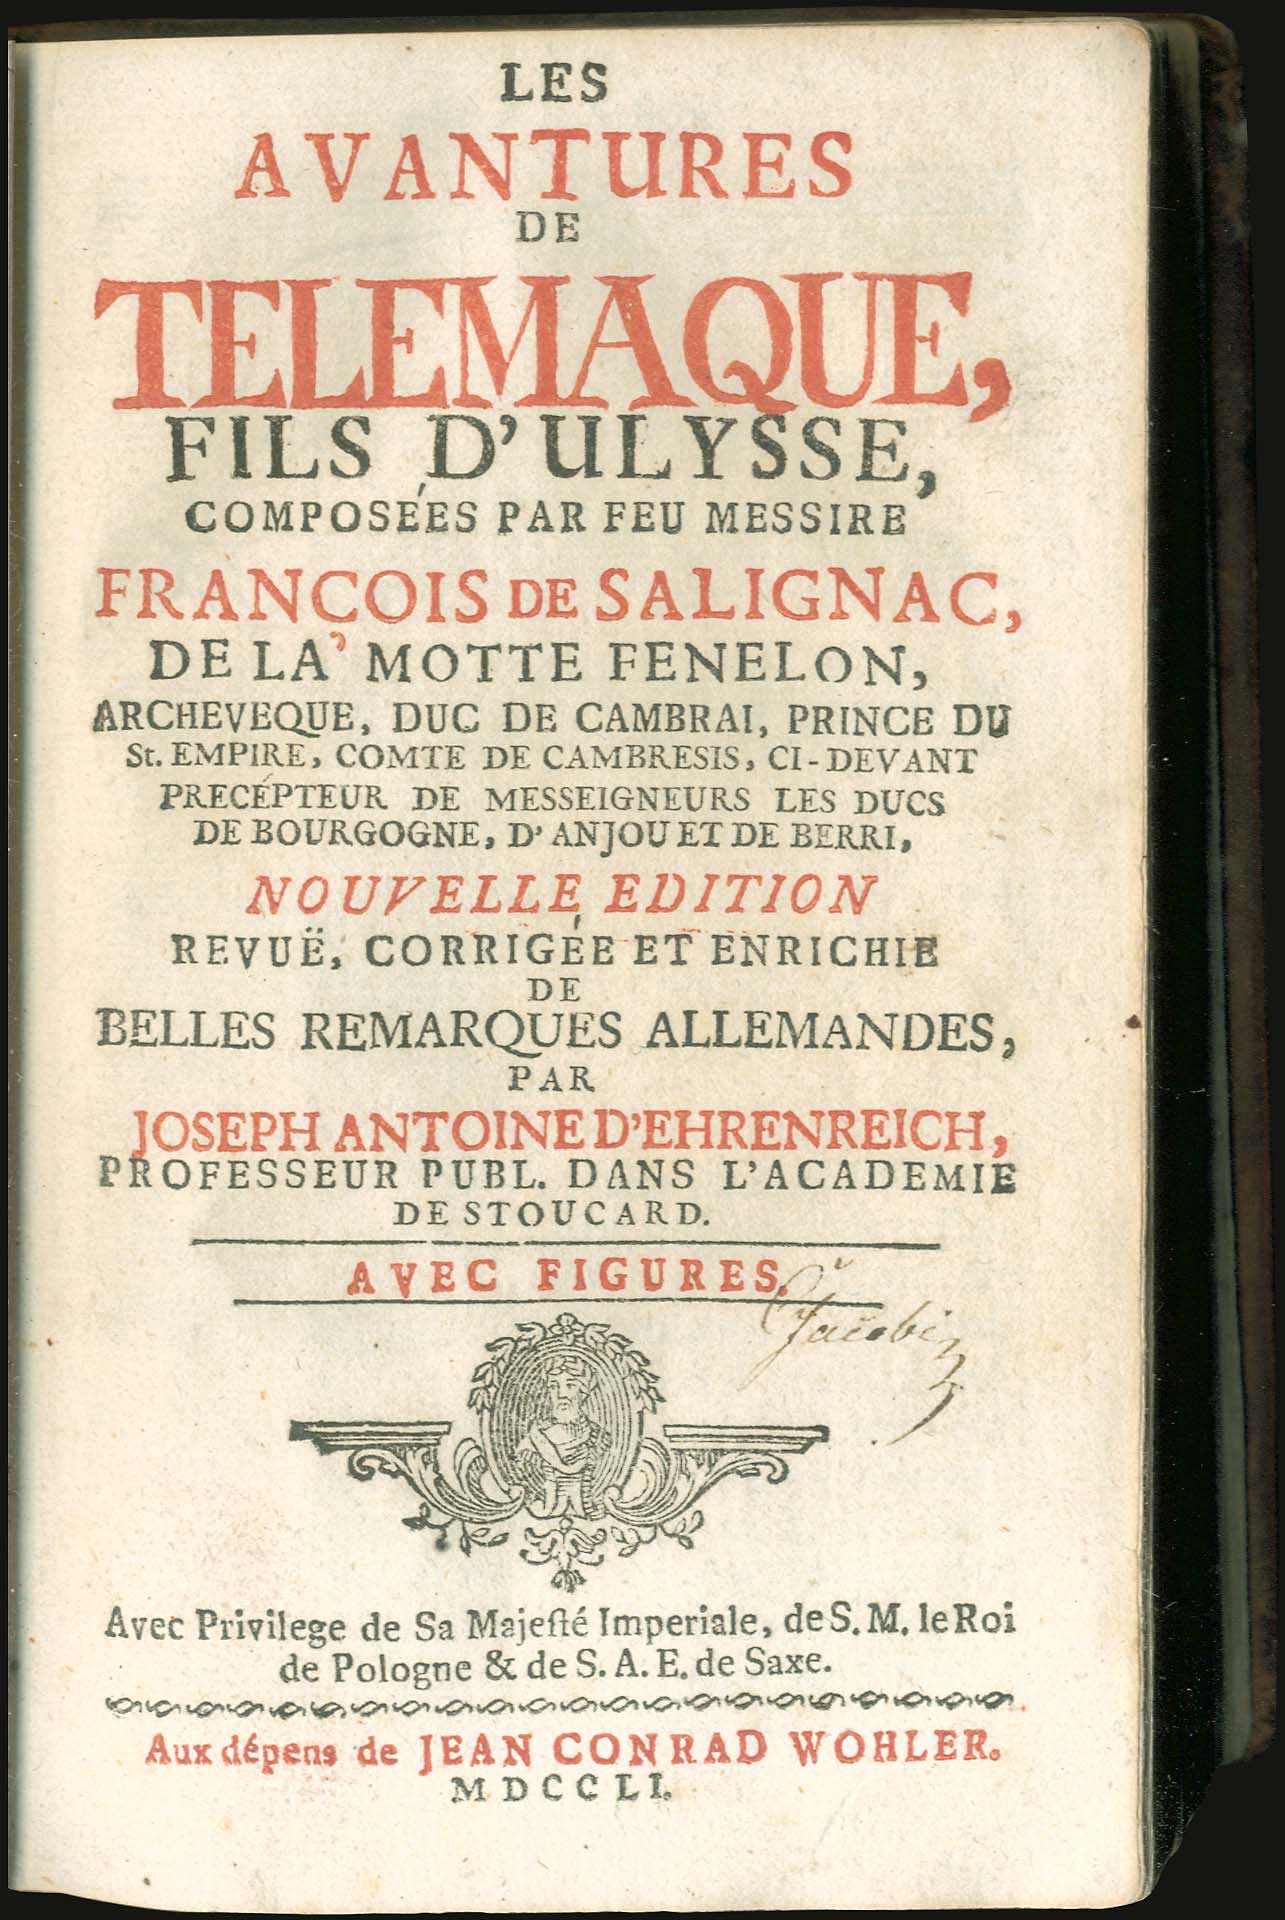 LES
AVANTURES
DE
TELEMAQUE,
FILS D'ULYSSE,
COMPOSÉES PAR FEU MESSIRE
FRANÇOIS DE SALIGNAC,
DE LA MOTTE FENELON,
ARCHEVEQUE, DUC DE CAMBRAI, PRINCE DU
St. EMPIRE, COMTE DE CAMBRESIS, CI-DEVANT
PRECÉPTEUR DE MESSEIGNEURS LES DUCS
DE BOURGOGNE, D'ANJOU ET DE BERRI,
NOUVELLE EDITION
REVUË, CORRIGÉE ET ENRICHIE
DE
BELLES REMARQUES ALLEMANDES,
PAR
JOSEPH ANTOINE D'EHRENREICH,
PROFESSEUR PUBL. DANS L'ACADEMIE
DE STOUCARD.
AVEC FIGURES.
Jacobi
Avec Privilege de Sa Majesté Imperiale, de S. M. le Roi
de Pologne & de S. A. E. de Saxe.
Aux dépens de JEAN CONRAD WOHLER.
MDCCLI.